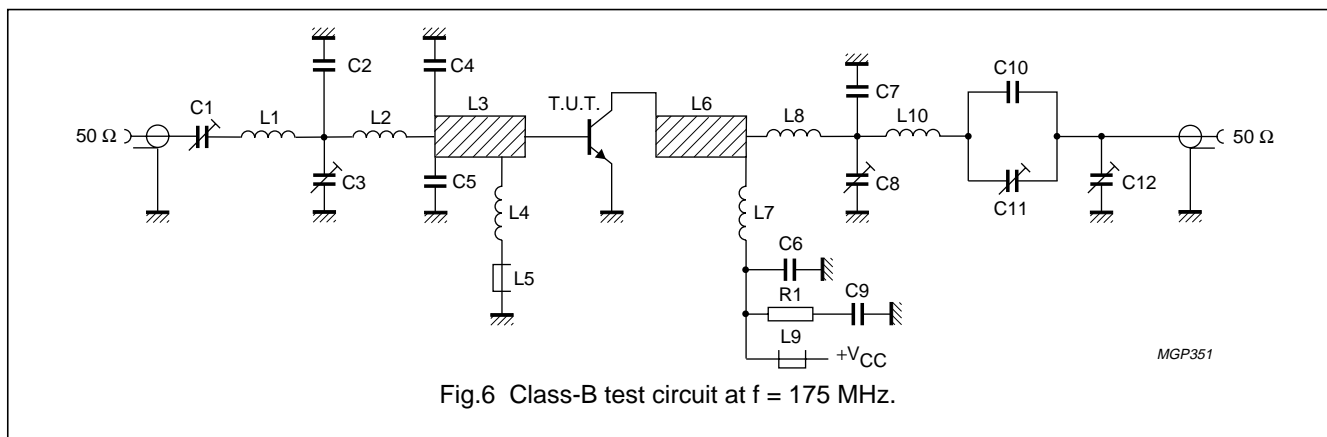 C2
C4
C7
C10
C1
L1
L2
L3
T.U.T.
L6
L8
L10
50 Ω
50 Ω
C3
C5
C8
C11
C12
L4
L7
L5
C6
R1
C9
L9
+VCC
MGP351
Fig.6 Class-B test circuit at f = 175 MHz.